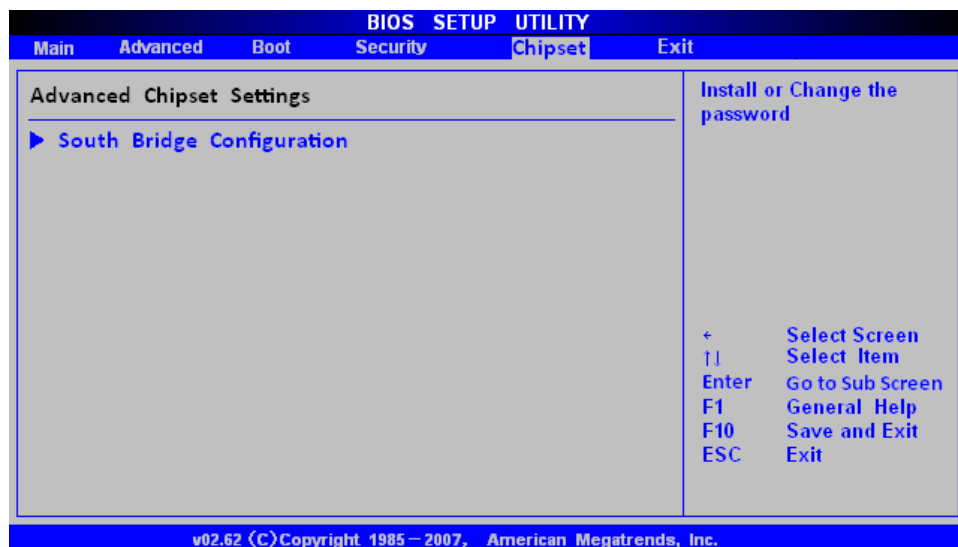 BIOS SETUP UTILITY
Main Advanced Boot Security Chipset Exit
Advanced Chipset Settings
▶ South Bridge Configuration
Install or Change the
password
← Select Screen
↑↓ Select Item
Enter Go to Sub Screen
F1 General Help
F10 Save and Exit
ESC Exit
v02.62 (C)Copyright 1985-2007, American Megatrends, Inc.